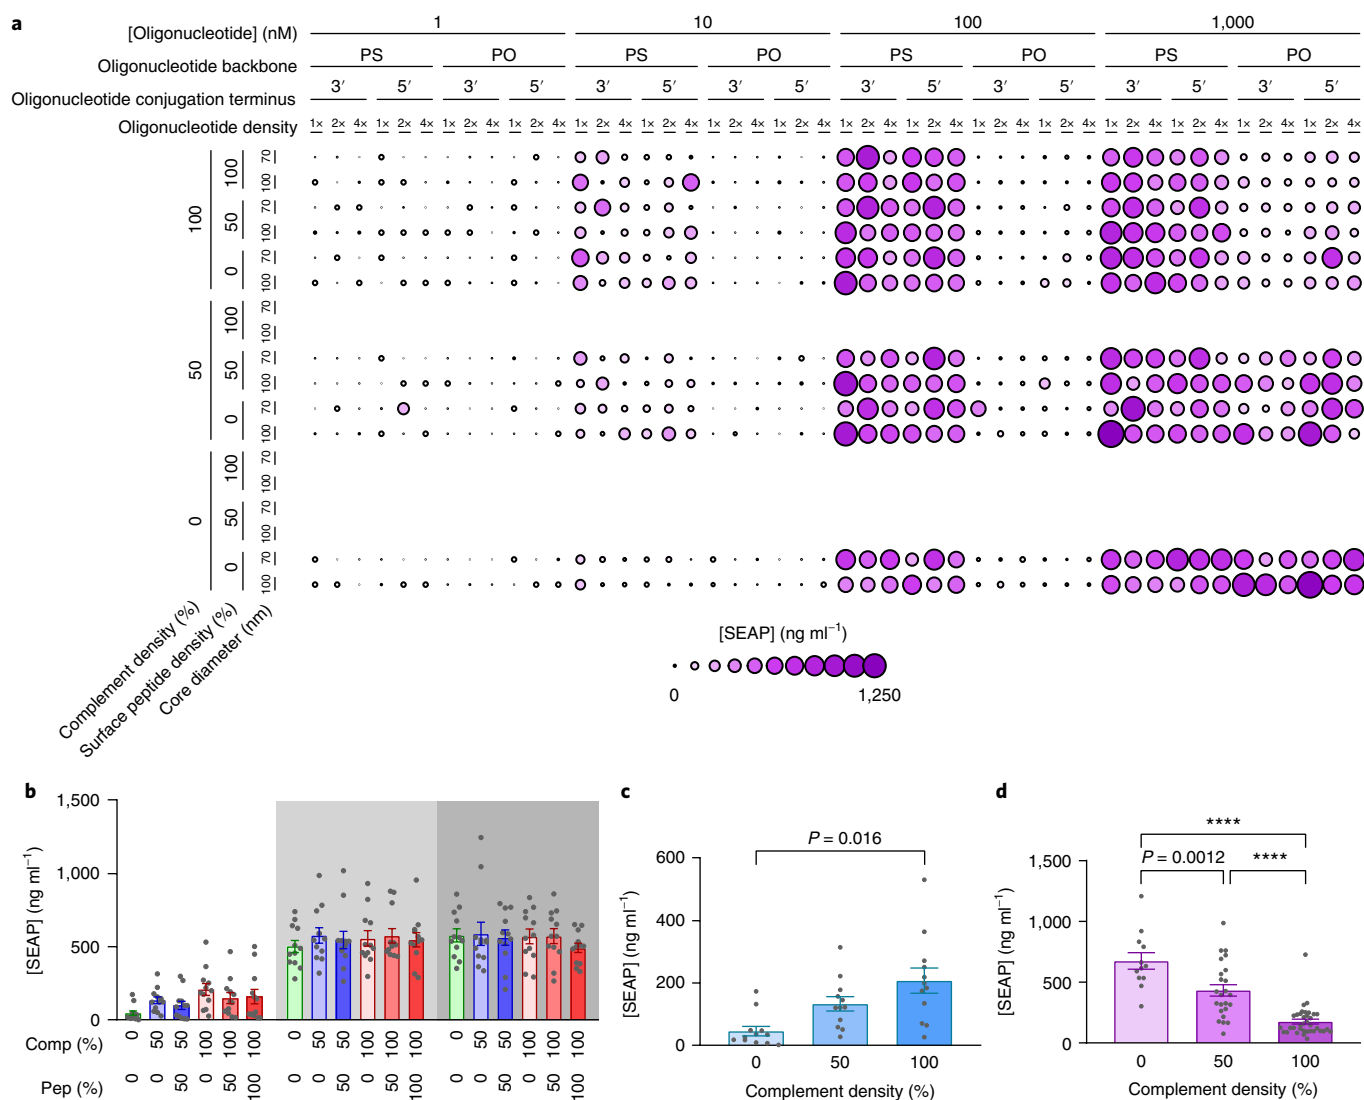 a
[Oligonucleotide] (nM) 1 10 100 1,000
Oligonucleotide backbone PS PO PS PO PS PO PS PO
Oligonucleotide conjugation terminus 3′ 5′ 3′ 5′ 3′ 5′ 3′ 5′ 3′ 5′ 3′ 5′ 3′ 5′ 3′ 5′
Oligonucleotide density 1× 2× 4× 1× 2× 4× 1× 2× 4× 1× 2× 4× 1× 2× 4× 1× 2× 4× 1× 2× 4× 1× 2× 4× 1× 2× 4× 1× 2× 4× 1× 2× 4× 1× 2× 4× 1× 2× 4× 1× 2× 4× 1× 2× 4× 1× 2× 4×
100 100 70
100
50 70
100
0 70
100
50 100 70
100
50 70
100
0 70
100
0 100 70
100
50 70
100
0 70
100
Complement density (%)
Surface peptide density (%)
Core diameter (nm)
[SEAP] (ng ml−1)
0 1,250
b
[SEAP] (ng ml−1)
1,500
1,000
500
0
Comp (%) 0 50 50 100 100 100 0 50 50 100 100 100 0 50 50 100 100 100
Pep (%) 0 0 50 0 50 100 0 0 50 0 50 100 0 0 50 0 50 100
c
P = 0.016
[SEAP] (ng ml−1)
600
400
200
0
0 50 100
Complement density (%)
d
****
P = 0.0012 ****
[SEAP] (ng ml−1)
1,500
1,000
500
0
0 50 100
Complement density (%)